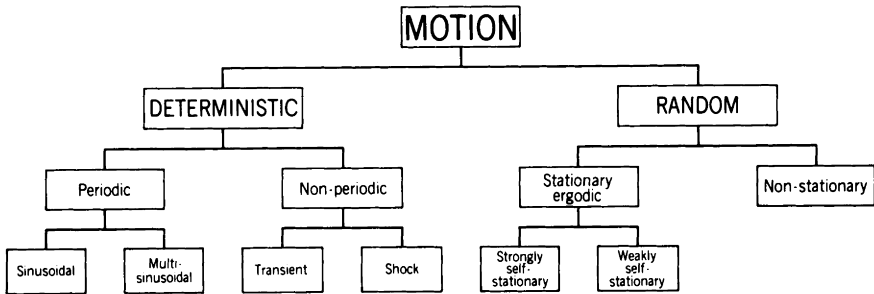 MOTION
DETERMINISTIC
RANDOM
Periodic
Non-periodic
Stationary
ergodic
Non-stationary
Sinusoidal
Multi-
sinusoidal
Transient
Shock
Strongly
self-
stationary
Weakly
self-
stationary